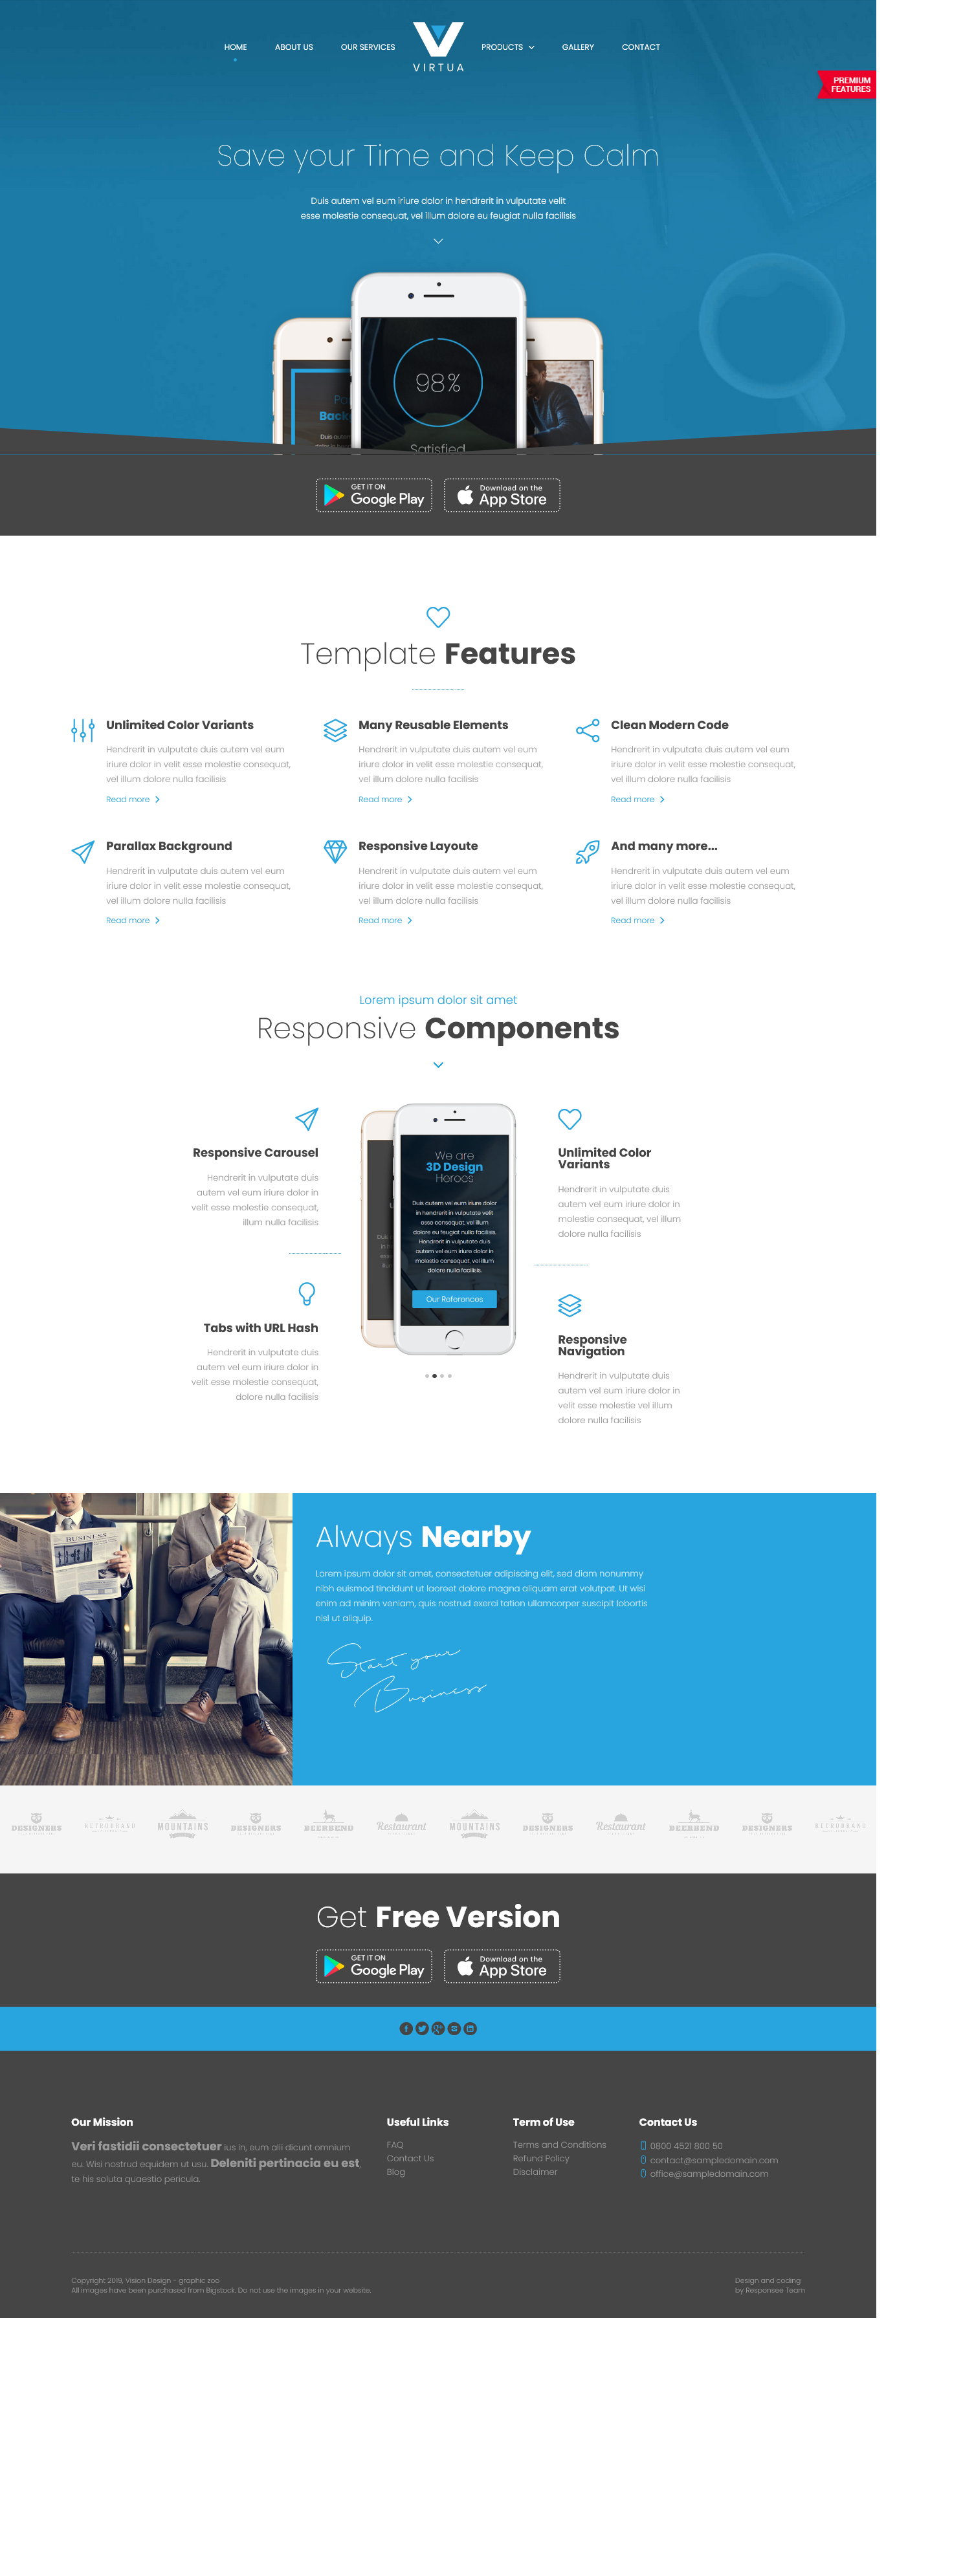 HOME
ABOUT US
OUR SERVICES
VIRTUA
PRODUCTS
GALLERY
CONTACT
PREMIUM
FEATURES
Save your Time and Keep Calm
Duis autem vel eum iriure dolor in hendrerit in vulputate velit
esse molestie consequat, vel illum dolore eu feugiat nulla facilisis
98%
Satisfied
Back
Duis aut
GET IT ON
Google Play
Download on the
App Store
Template Features
Unlimited Color Variants
Hendrerit in vulputate duis autem vel eum
iriure dolor in velit esse molestie consequat,
vel illum dolore nulla facilisis
Read more
Many Reusable Elements
Hendrerit in vulputate duis autem vel eum
iriure dolor in velit esse molestie consequat,
vel illum dolore nulla facilisis
Read more
Clean Modern Code
Hendrerit in vulputate duis autem vel eum
iriure dolor in velit esse molestie consequat,
vel illum dolore nulla facilisis
Read more
Parallax Background
Hendrerit in vulputate duis autem vel eum
iriure dolor in velit esse molestie consequat,
vel illum dolore nulla facilisis
Read more
Responsive Layoute
Hendrerit in vulputate duis autem vel eum
iriure dolor in velit esse molestie consequat,
vel illum dolore nulla facilisis
Read more
And many more...
Hendrerit in vulputate duis autem vel eum
iriure dolor in velit esse molestie consequat,
vel illum dolore nulla facilisis
Read more
Lorem ipsum dolor sit amet
Responsive Components
Responsive Carousel
Hendrerit in vulputate duis
autem vel eum iriure dolor in
velit esse molestie consequat,
illum nulla facilisis
Tabs with URL Hash
Hendrerit in vulputate duis
autem vel eum iriure dolor in
velit esse molestie consequat,
dolore nulla facilisis
We are
3D Design
Heroes
Duis autem vel eum iriure dolor
in hendrerit in vulputate velit
esse consequat, vel illum
dolore eu feugiat nulla facilisis.
Hendrerit in vulputate duis
autem vel eum iriure dolor in
molestie consequat, vel illum
dolore nulla facilisis.
Our References
Unlimited Color
Variants
Hendrerit in vulputate duis
autem vel eum iriure dolor in
molestie consequat, vel illum
dolore nulla facilisis
Responsive
Navigation
Hendrerit in vulputate duis
autem vel eum iriure dolor in
velit esse molestie vel illum
dolore nulla facilisis
BUSINESS
Always Nearby
Lorem ipsum dolor sit amet, consectetuer adipiscing elit, sed diam nonummy
nibh euismod tincidunt ut laoreet dolore magna aliquam erat volutpat. Ut wisi
enim ad minim veniam, quis nostrud exerci tation ullamcorper suscipit lobortis
nisl ut aliquip.
Start your
Business
DESIGNERS
RETROBRAND
MOUNTAINS
DESIGNERS
DEERBEND
Restaurant
MOUNTAINS
DESIGNERS
Restaurant
DEERBEND
DESIGNERS
RETROBRAND
Get Free Version
GET IT ON
Google Play
Download on the
App Store
Our Mission
Veri fastidii consectetuer ius in, eum alii dicunt omnium
eu. Wisi nostrud equidem ut usu. Deleniti pertinacia eu est,
te his soluta quaestio pericula.
Useful Links
FAQ
Contact Us
Blog
Term of Use
Terms and Conditions
Refund Policy
Disclaimer
Contact Us
0800 4521 800 50
contact@sampledomain.com
office@sampledomain.com
Copyright 2019, Vision Design - graphic zoo
All images have been purchased from Bigstock. Do not use the images in your website.
Design and coding
by Responsee Team